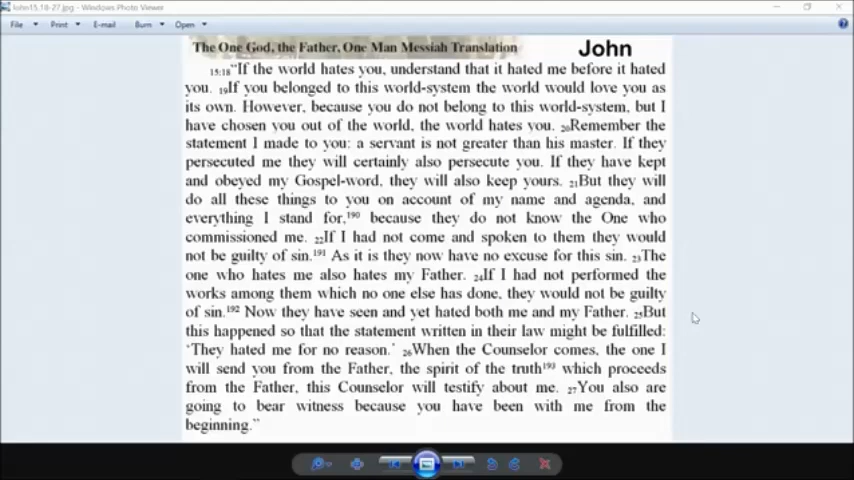 John15.18-27.jpg - Windows Photo Viewer
File Print E-mail Burn Open
The One God, the Father, One Man Messiah Translation John
15:18"If the world hates you, understand that it hated me before it hated
you. 19If you belonged to this world-system the world would love you as
its own. However, because you do not belong to this world-system, but I
have chosen you out of the world, the world hates you. 20Remember the
statement I made to you: a servant is not greater than his master. If they
persecuted me they will certainly also persecute you. If they have kept
and obeyed my Gospel-word, they will also keep yours. 21But they will
do all these things to you on account of my name and agenda, and
everything I stand for,190 because they do not know the One who
commissioned me. 22If I had not come and spoken to them they would
not be guilty of sin.191 As it is they now have no excuse for this sin. 23The
one who hates me also hates my Father. 24If I had not performed the
works among them which no one else has done, they would not be guilty
of sin.192 Now they have seen and yet hated both me and my Father. 25But
this happened so that the statement written in their law might be fulfilled:
'They hated me for no reason.' 26When the Counselor comes, the one I
will send you from the Father, the spirit of the truth193 which proceeds
from the Father, this Counselor will testify about me. 27You also are
going to bear witness because you have been with me from the
beginning."